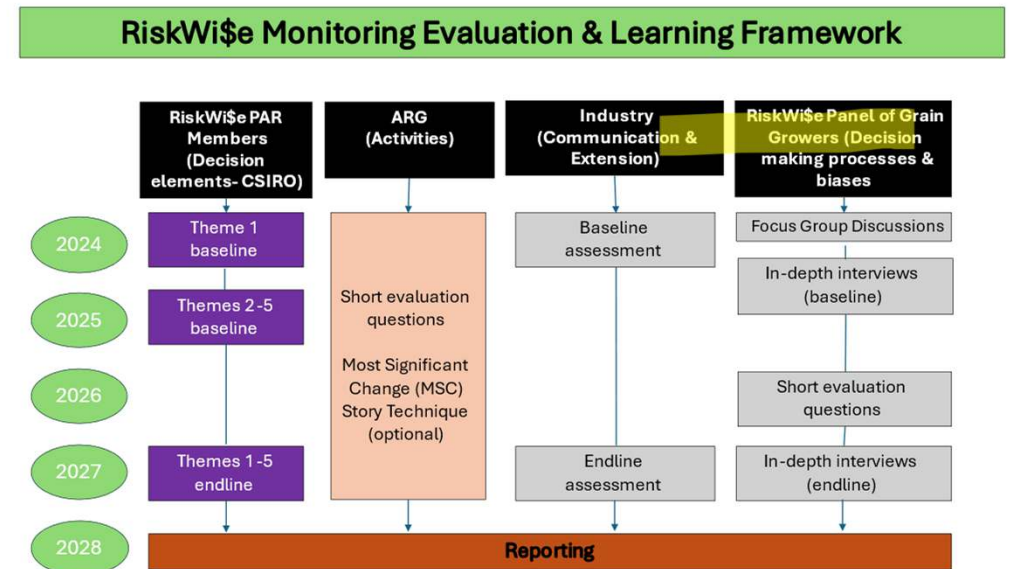 RiskWi$e Monitoring Evaluation & Learning Framework
RiskWi$e PAR
Members
(Decision
elements- CSIRO)
ARG
(Activities)
Industry
(Communication &
Extension)
RiskWi$e Panel of Grain
Growers (Decision
making processes &
biases
2024
Theme 1
baseline
Baseline
assessment
Focus Group Discussions
In-depth interviews
(baseline)
2025
Themes 2-5
baseline
Short evaluation
questions
Most Significant
Change (MSC)
Story Technique
(optional)
2026
Short evaluation
questions
2027
Themes 1-5
endline
Endline
assessment
In-depth interviews
(endline)
2028
Reporting